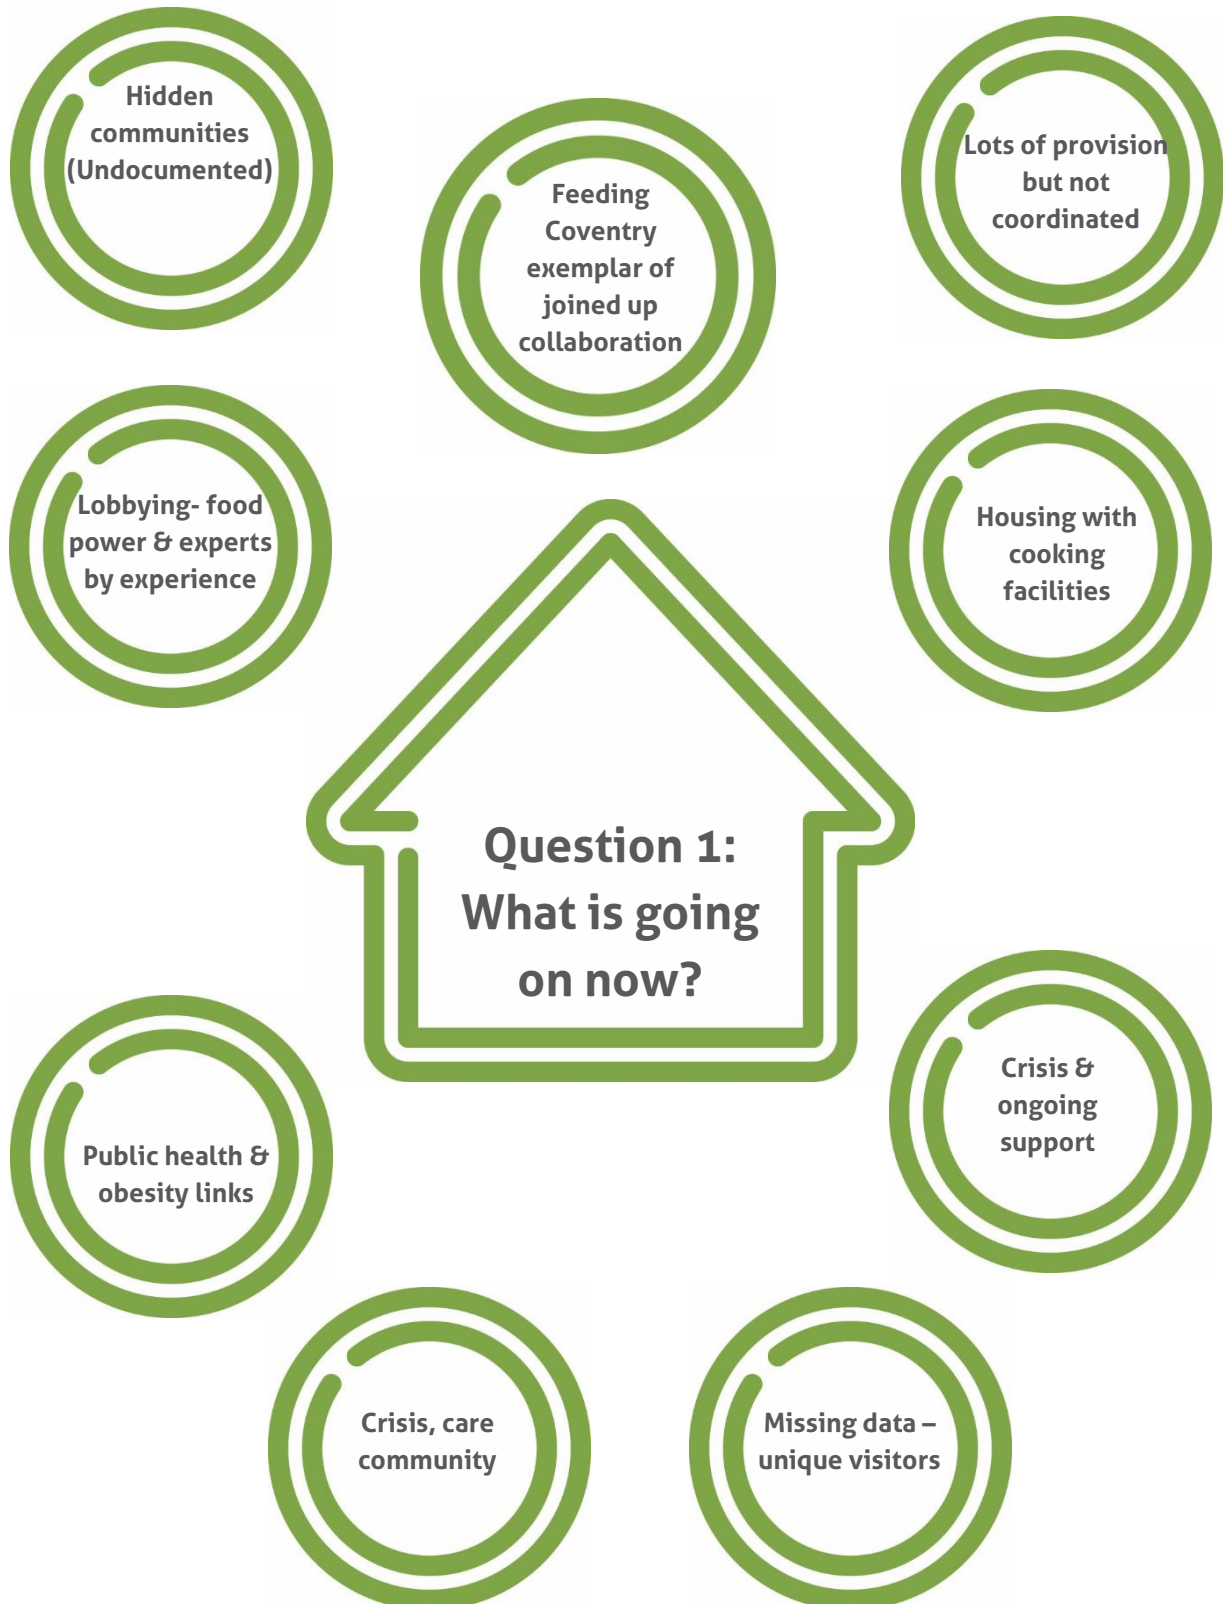 Hidden
communities
(Undocumented)
Feeding
Coventry
exemplar of
joined up
collaboration
Lots of provision
but not
coordinated
Lobbying- food
power & experts
by experience
Housing with
cooking
facilities
Question 1:
What is going
on now?
Public health &
obesity links
Crisis &
ongoing
support
Crisis, care
community
Missing data –
unique visitors